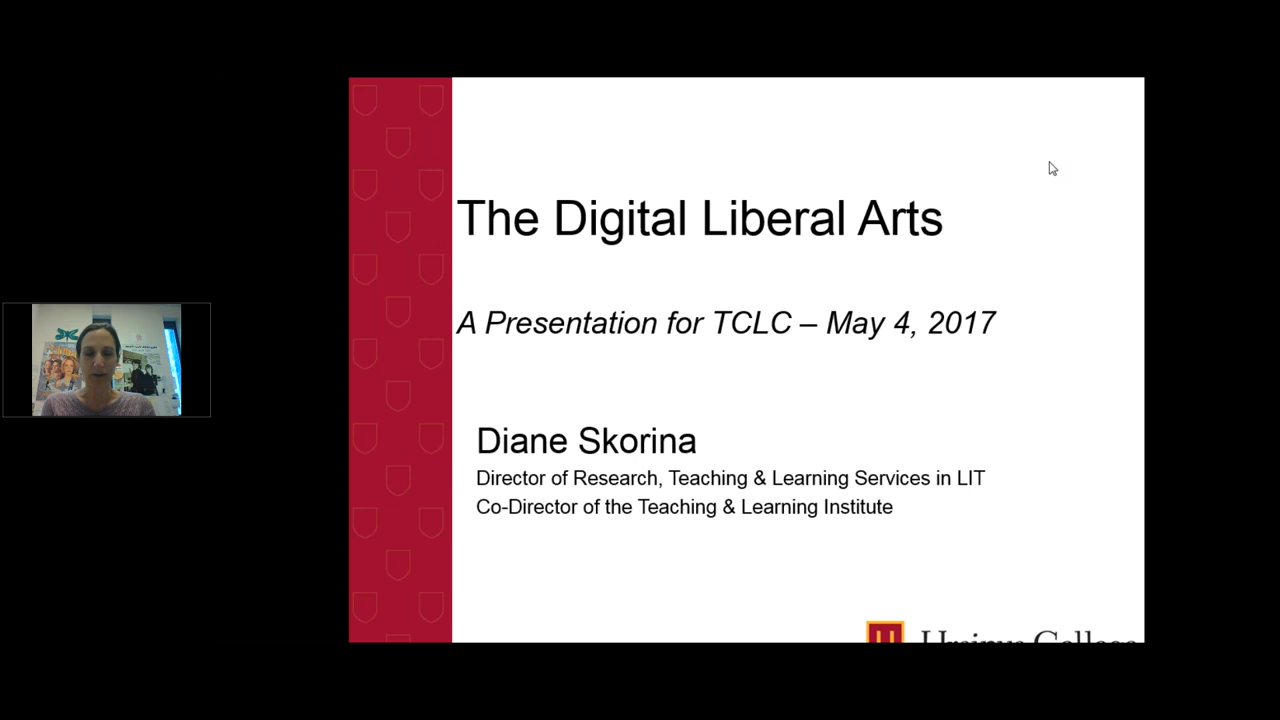 The Digital Liberal Arts
A Presentation for TCLC – May 4, 2017
Diane Skorina
Director of Research, Teaching & Learning Services in LIT
Co-Director of the Teaching & Learning Institute
Ursinus College